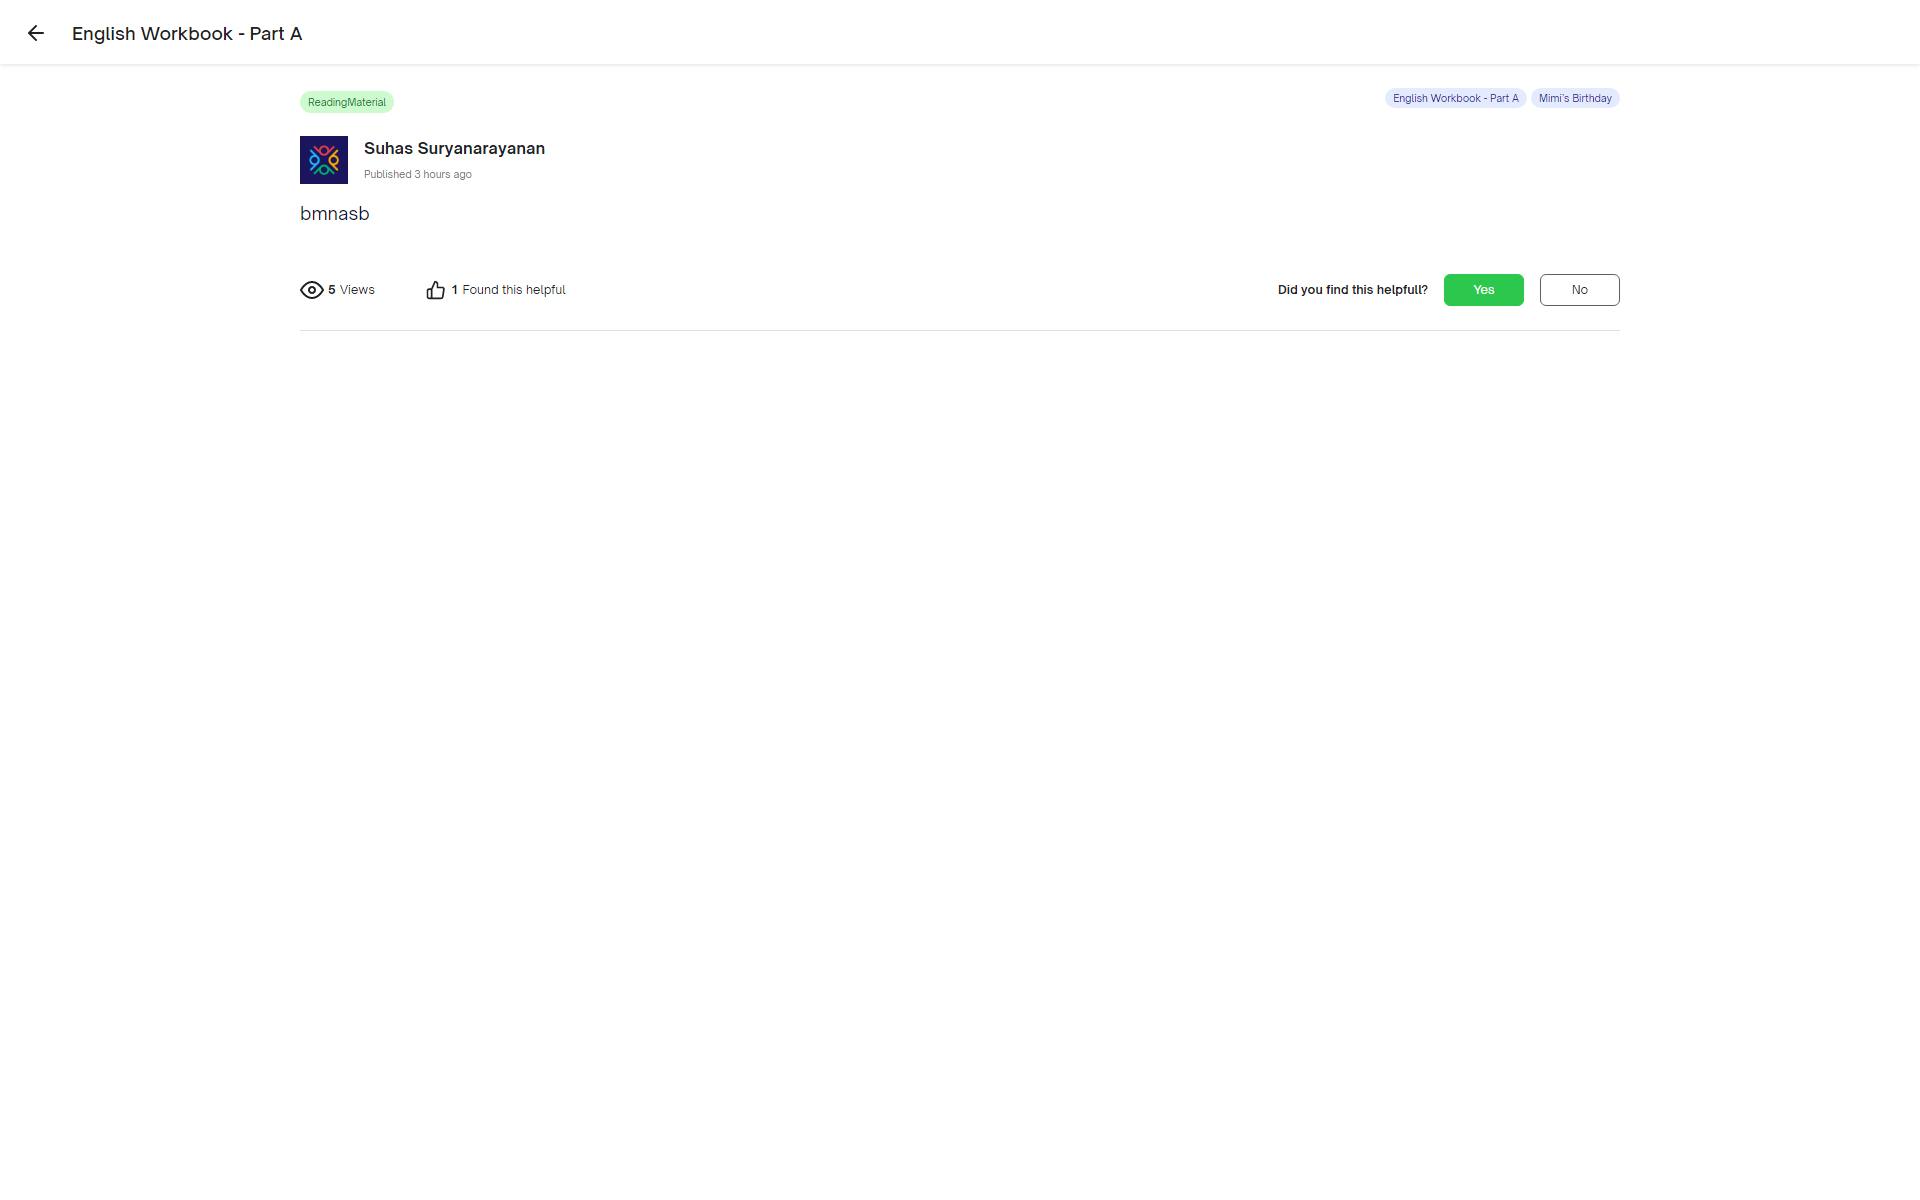 English Workbook - Part A
ReadingMaterial
English Workbook - Part A
Mimi's Birthday
Suhas Suryanarayanan
Published 3 hours ago
bmnasb
5 Views
1 Found this helpful
Did you find this helpfull?
Yes
No